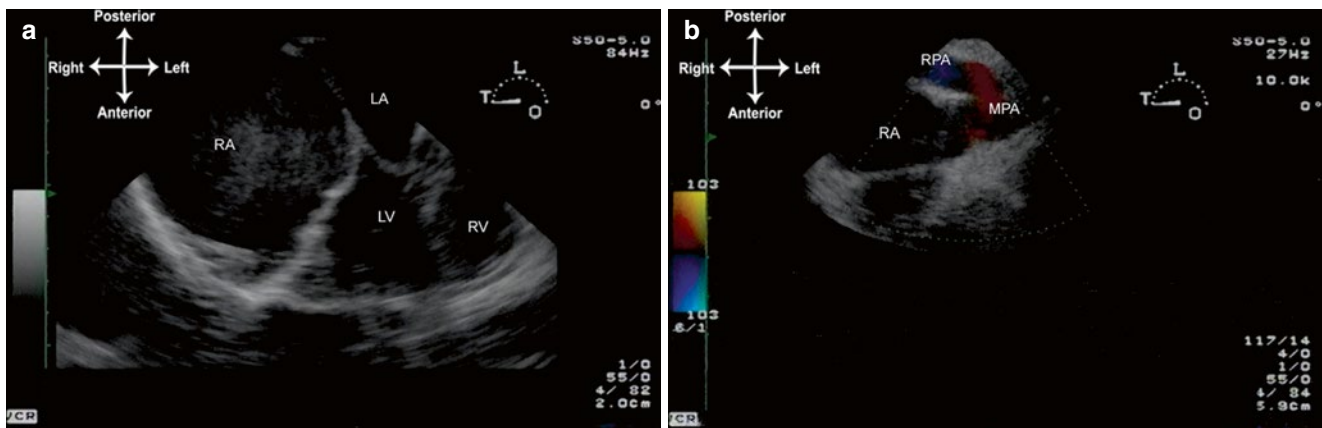 a
Posterior
Right
Left
Anterior
S50-5.0
84Hz
L
T
O
0°
LA
RA
LV
RV
1/0
55/0
4/ 82
2.0cm
VCR
b
Posterior
Right
Left
Anterior
S50-5.0
27Hz
10.0k
L
T
O
0°
RPA
MPA
RA
103
103
.6/1
117/14
4/0
1/0
55/0
4/ 84
5.9cm
VCR